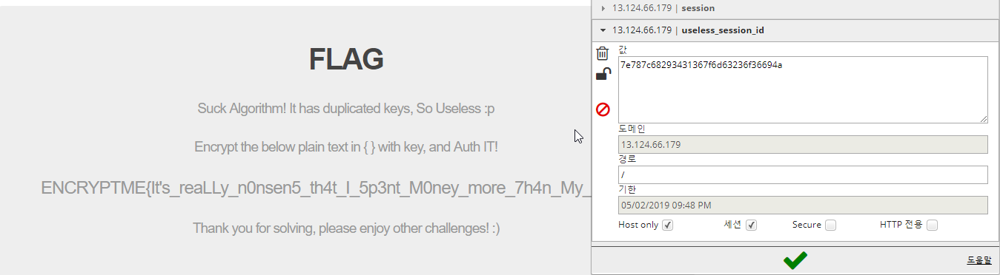 FLAG
Suck Algorithm! It has duplicated keys, So Useless :p
Encrypt the below plain text in { } with key, and Auth IT!
ENCRYPTME{It's_reaLLy_n0nsen5_th4t_I_5p3nt_M0ney_more_7h4n_My_
Thank you for solving, please enjoy other challenges! :)
13.124.66.179 | session
13.124.66.179 | useless_session_id
값
7e787c68293431367f6d63236f36694a
도메인
13.124.66.179
경로
/
기한
05/02/2019 09:48 PM
Host only 세션 Secure HTTP 전용
도움말